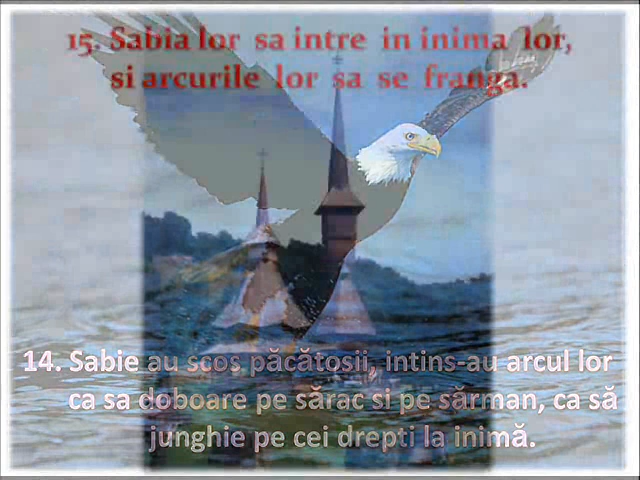 15. Sabia lor sa intre in inima lor,
si arcurile lor sa se franga.
14. Sabie au scos păcătosii, intins-au arcul lor
ca sa doboare pe sărac si pe sărman, ca să
junghie pe cei drepti la inimă.